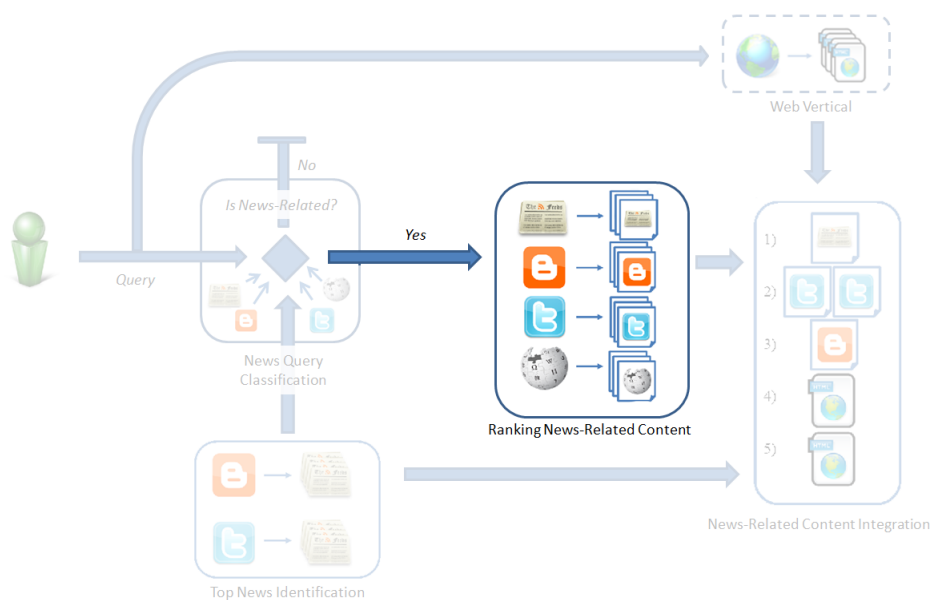 Web Vertical
No
Is News-Related?
Yes
Query
News Query
Classification
Ranking News-Related Content
1)
2)
3)
4)
5)
News-Related Content Integration
Top News Identification